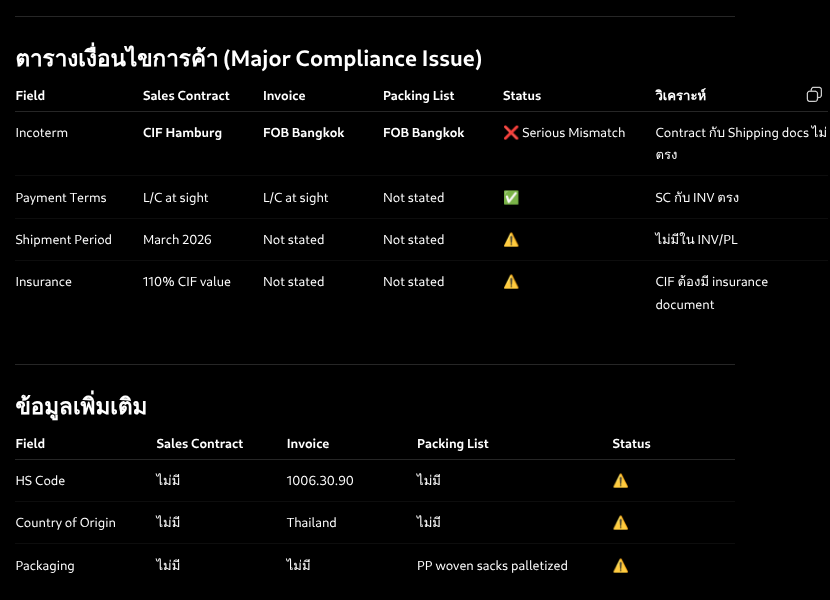 ตารางเงื่อนไขการค้า (Major Compliance Issue)
Field Sales Contract Invoice Packing List Status วิเคราะห์
Incoterm CIF Hamburg FOB Bangkok FOB Bangkok ❌ Serious Mismatch Contract กับ Shipping docs ไม่
ตรง
Payment Terms L/C at sight L/C at sight Not stated ✅ SC กับ INV ตรง
Shipment Period March 2026 Not stated Not stated ⚠️ ไม่มีใน INV/PL
Insurance 110% CIF value Not stated Not stated ⚠️ CIF ต้องมี insurance
document
ข้อมูลเพิ่มเติม
Field Sales Contract Invoice Packing List Status
HS Code ไม่มี 1006.30.90 ไม่มี ⚠️
Country of Origin ไม่มี Thailand ไม่มี ⚠️
Packaging ไม่มี ไม่มี PP woven sacks palletized ⚠️